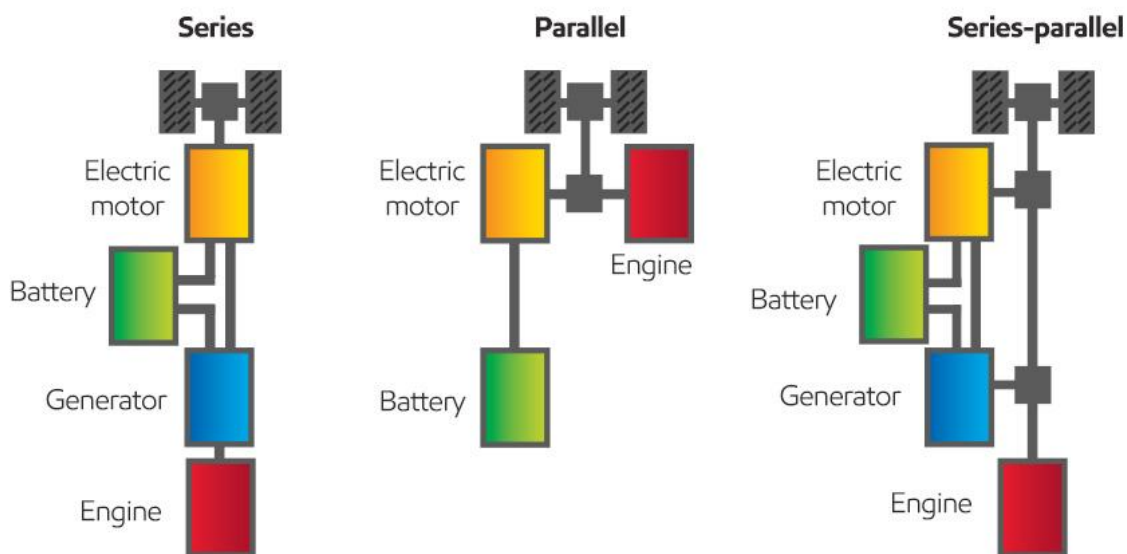 Series
Electric
motor
Battery
Generator
Engine
Parallel
Electric
motor
Engine
Battery
Series-parallel
Electric
motor
Battery
Generator
Engine